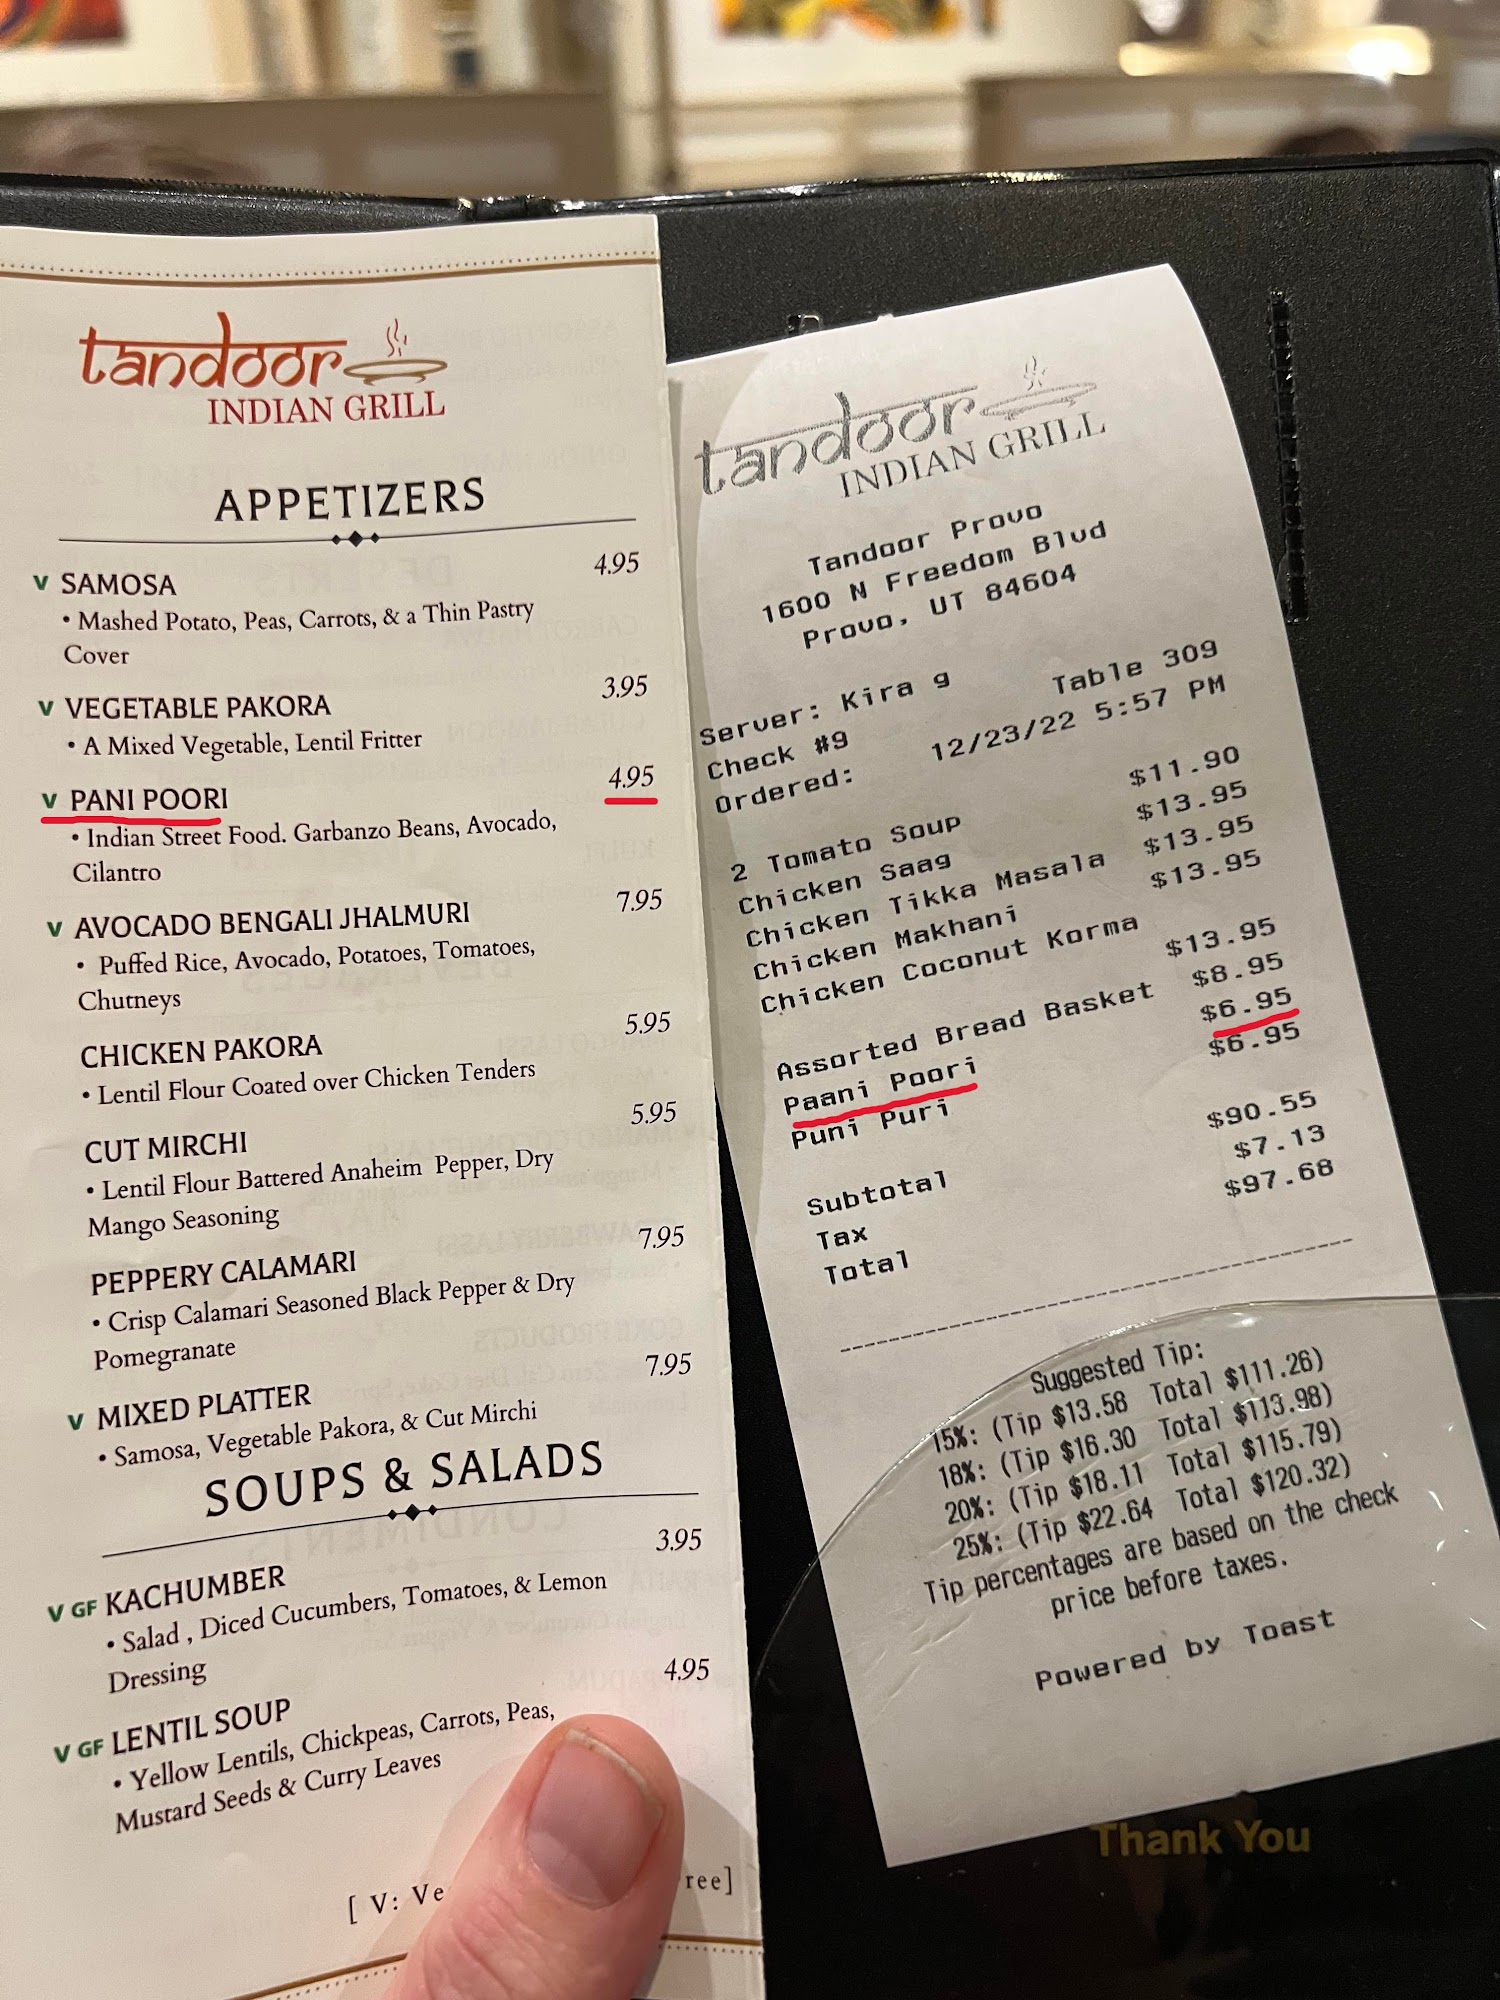 tandoor
INDIAN GRILL
APPETIZERS
V SAMOSA 4.95
• Mashed Potato, Peas, Carrots, & a Thin Pastry
Cover
V VEGETABLE PAKORA 3.95
• A Mixed Vegetable, Lentil Fritter
V PANI POORI 4.95
• Indian Street Food. Garbanzo Beans, Avocado,
Cilantro
V AVOCADO BENGALI JHALMURI 7.95
• Puffed Rice, Avocado, Potatoes, Tomatoes,
Chutneys
CHICKEN PAKORA 5.95
• Lentil Flour Coated over Chicken Tenders
CUT MIRCHI 5.95
• Lentil Flour Battered Anaheim Pepper, Dry
Mango Seasoning
PEPPERY CALAMARI 7.95
• Crisp Calamari Seasoned Black Pepper & Dry
Pomegranate
V MIXED PLATTER 7.95
• Samosa, Vegetable Pakora, & Cut Mirchi
SOUPS & SALADS
V GF KACHUMBER 3.95
• Salad , Diced Cucumbers, Tomatoes, & Lemon
Dressing
V GF LENTIL SOUP 4.95
• Yellow Lentils, Chickpeas, Carrots, Peas,
Mustard Seeds & Curry Leaves
[ V: Ve ree]
tandoor
INDIAN GRILL
Tandoor Provo
1600 N Freedom Blvd
Provo, UT 84604
Server: Kira g
Check #9 Table 309
Ordered: 12/23/22 5:57 PM
2 Tomato Soup $11.90
Chicken Saag $13.95
Chicken Tikka Masala $13.95
Chicken Makhani $13.95
Chicken Coconut Korma
$13.95
Assorted Bread Basket $8.95
Paani Poori $6.95
Puni Puri $6.95
Subtotal $90.55
Tax $7.13
Total $97.68
Suggested Tip:
15%: (Tip $13.58 Total $111.26)
18%: (Tip $16.30 Total $113.98)
20%: (Tip $18.11 Total $115.79)
25%: (Tip $22.64 Total $120.32)
Tip percentages are based on the check
price before taxes.
Powered by Toast
Thank You